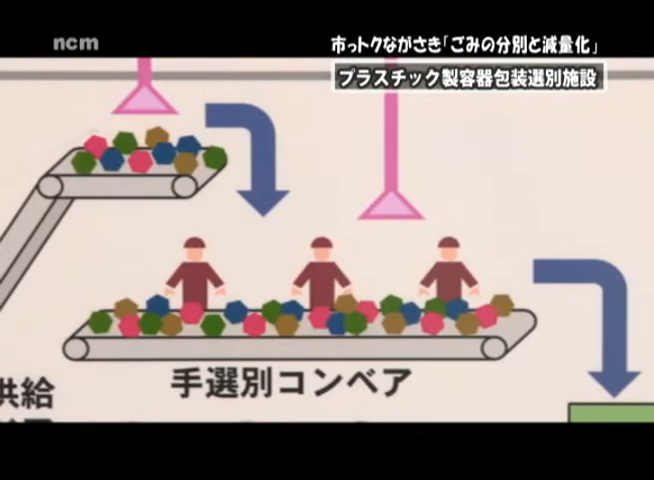 ncm
市っトクながさき「ごみの分別と減量化」
プラスチック製容器包装選別施設
手選別コンベア
供給